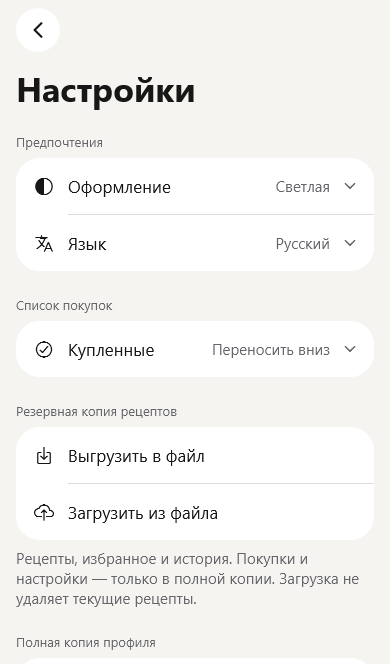 Настройки
Предпочтения
Оформление Светлая
Язык Русский
Список покупок
Купленные Переносить вниз
Резервная копия рецептов
Выгрузить в файл
Загрузить из файла
Рецепты, избранное и история. Покупки и
настройки — только в полной копии. Загрузка не
удаляет текущие рецепты.
Полная копия профиля